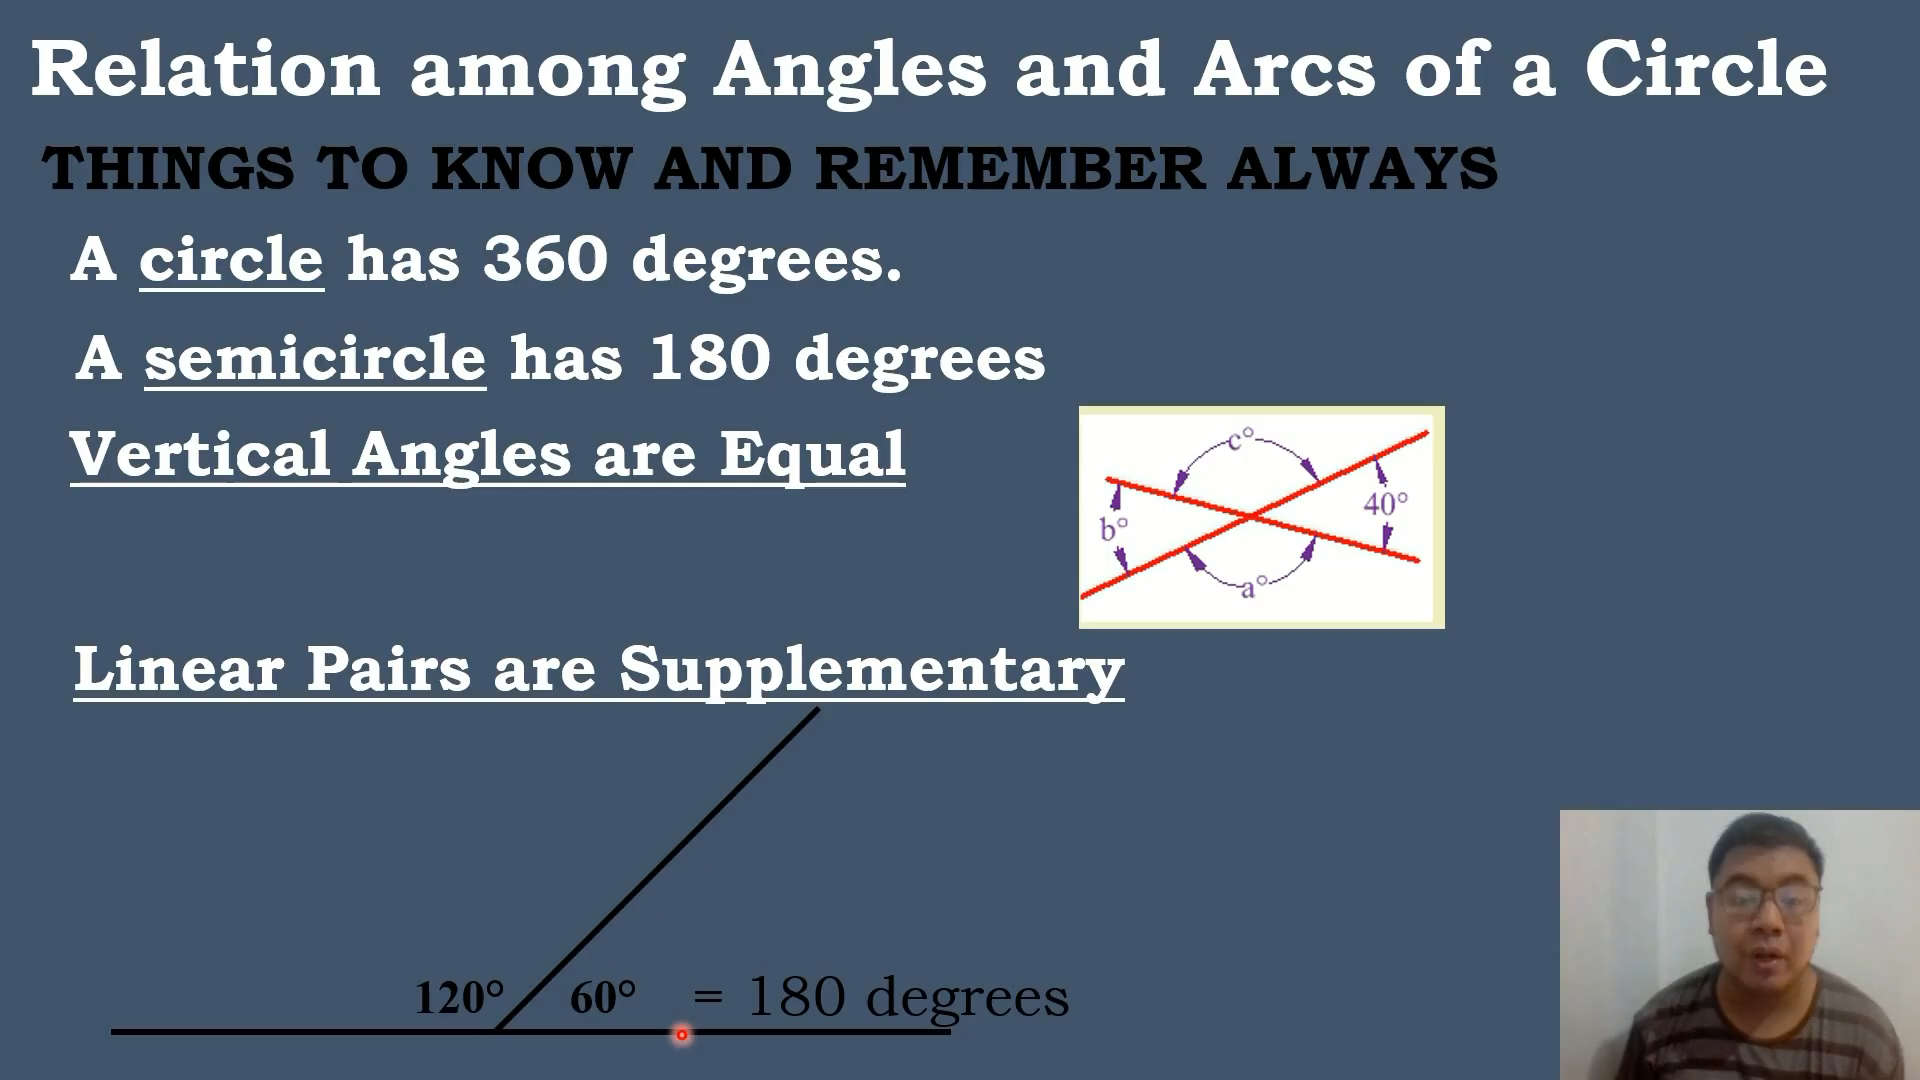 Relation among Angles and Arcs of a Circle
THINGS TO KNOW AND REMEMBER ALWAYS
A circle has 360 degrees.
A semicircle has 180 degrees
Vertical Angles are Equal
c°
40°
b°
a°
Linear Pairs are Supplementary
120° 60° = 180 degrees